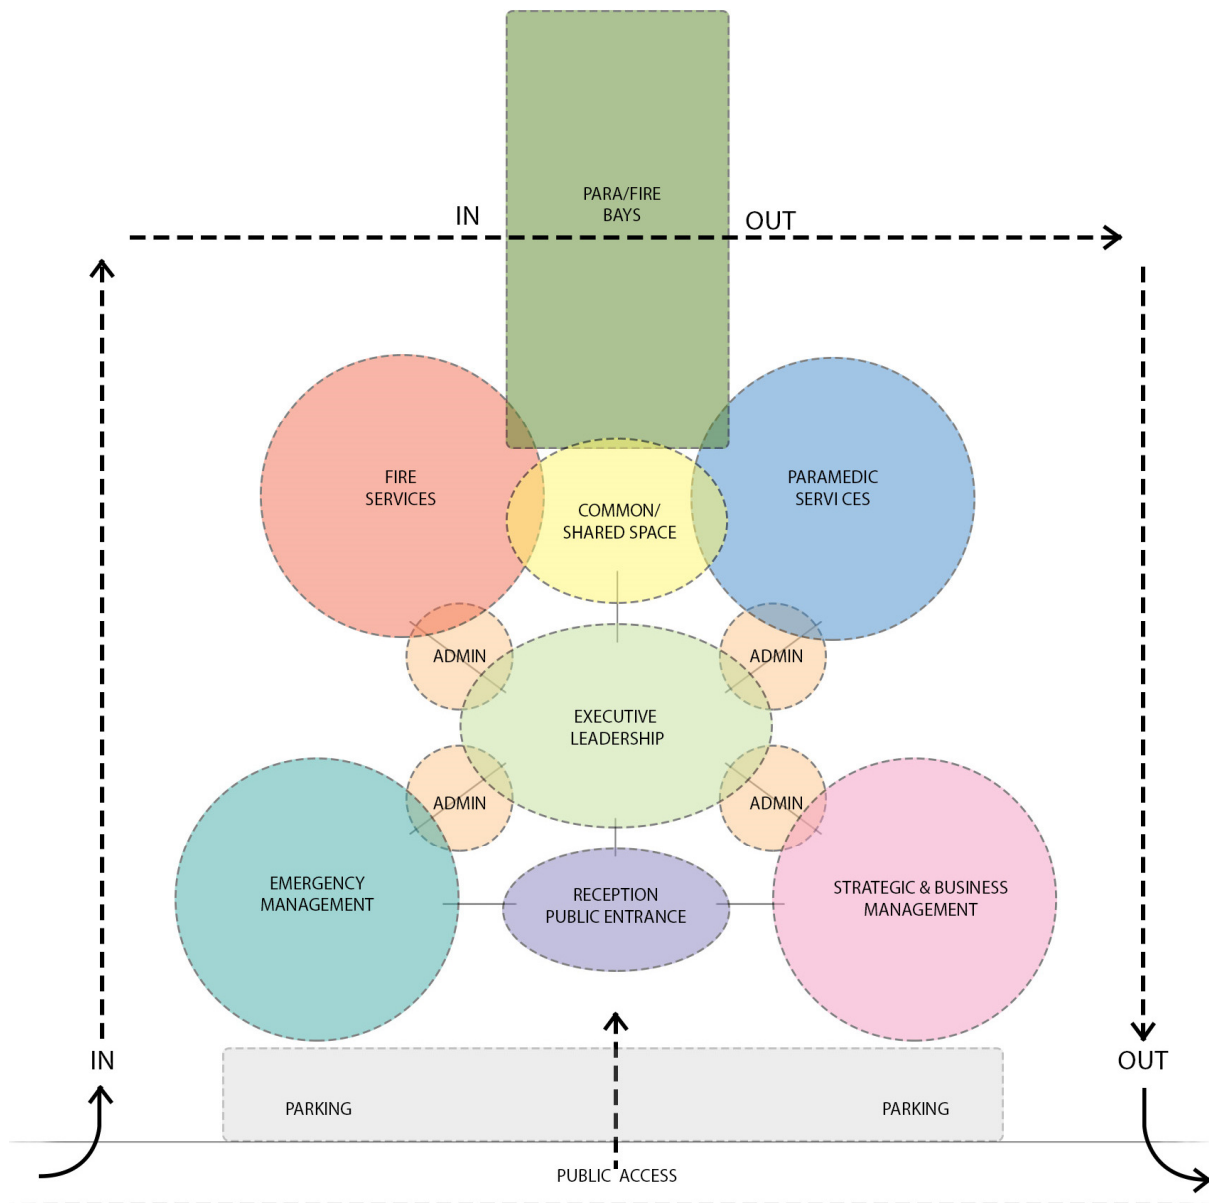 PARA/FIRE
BAYS
IN
OUT
FIRE
SERVICES
PARAMEDIC
SERVI CES
COMMON/
SHARED SPACE
ADMIN
ADMIN
EXECUTIVE
LEADERSHIP
ADMIN
ADMIN
EMERGENCY
MANAGEMENT
RECEPTION
PUBLIC ENTRANCE
STRATEGIC & BUSINESS
MANAGEMENT
IN
OUT
PARKING
PARKING
PUBLIC ACCESS